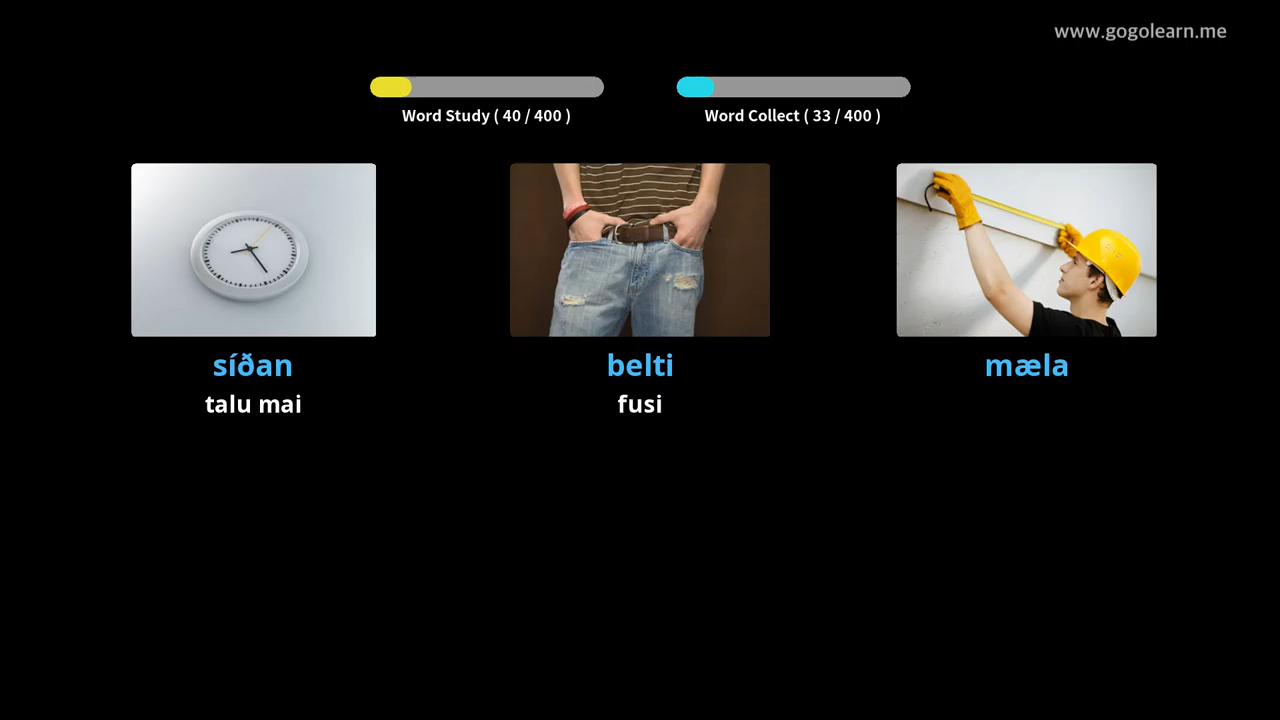 www.gogolearn.me
Word Study ( 40 / 400 )
Word Collect ( 33 / 400 )
síðan
belti
mæla
talu mai
fusi